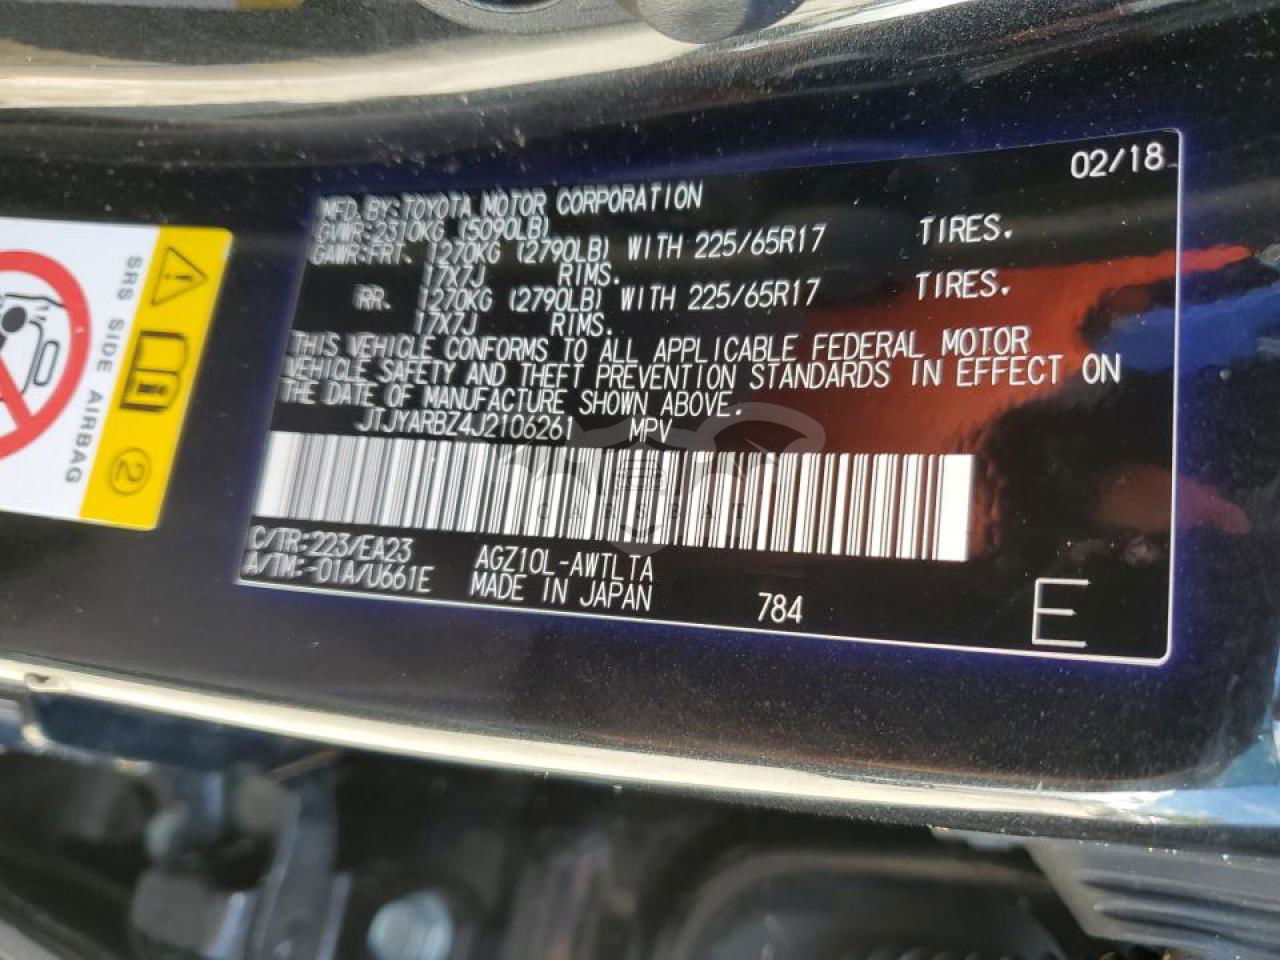 02/18
MFD. BY: TOYOTA MOTOR CORPORATION
GVWR: 2310KG (5090LB)
GAWR: FRT. 1270KG (2790LB) WITH 225/65R17 TIRES.
17X7J RIMS.
RR. 1270KG (2790LB) WITH 225/65R17 TIRES.
17X7J RIMS.
THIS VEHICLE CONFORMS TO ALL APPLICABLE FEDERAL MOTOR
VEHICLE SAFETY AND THEFT PREVENTION STANDARDS IN EFFECT ON
THE DATE OF MANUFACTURE SHOWN ABOVE.
JTJYARBZ4J2106261 MPV
C/TR: 223/EA23 AGZ10L-AWTLTA
A/TM: -01A/U661E MADE IN JAPAN 784
E
SRS SIDE AIRBAG
2
CARSBAT